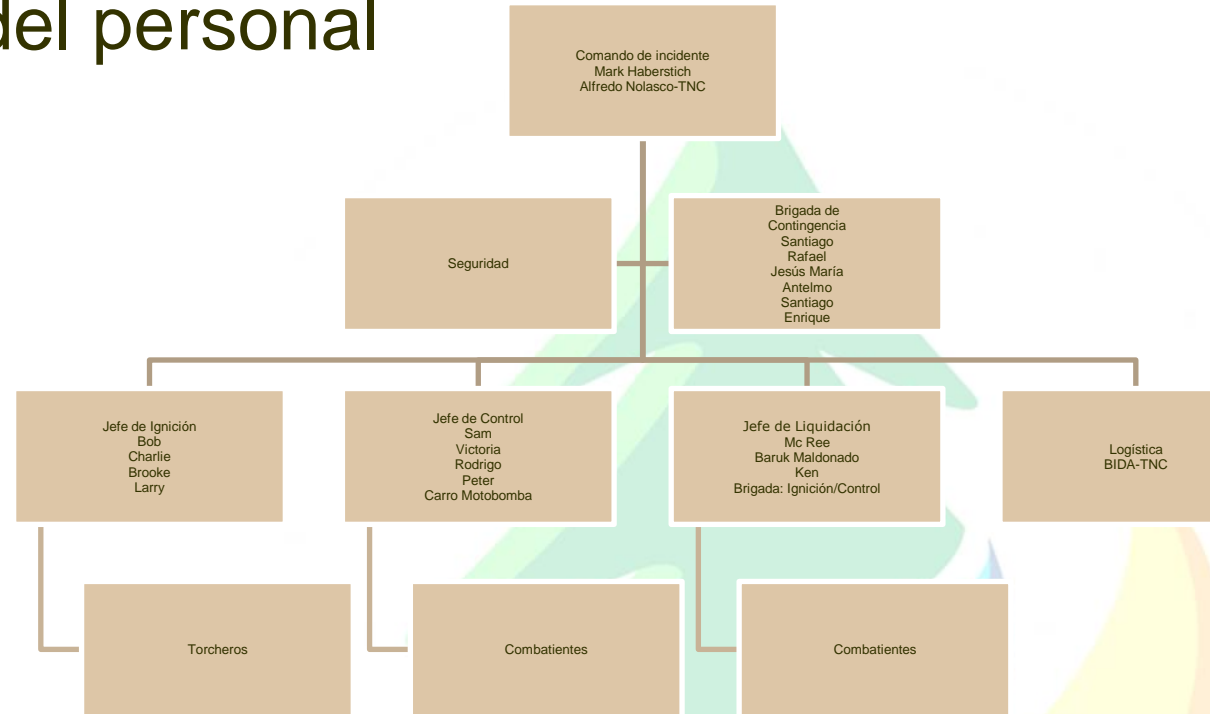 del personal
Comando de incidente
Mark Haberstich
Alfredo Nolasco-TNC
Seguridad
Brigada de
Contingencia
Santiago
Rafael
Jesús María
Antelmo
Santiago
Enrique
Jefe de Ignición
Bob
Charlie
Brooke
Larry
Jefe de Control
Sam
Victoria
Rodrigo
Peter
Carro Motobomba
Jefe de Liquidación
Mc Ree
Baruk Maldonado
Ken
Brigada: Ignición/Control
Logística
BIDA-TNC
Torcheros
Combatientes
Combatientes